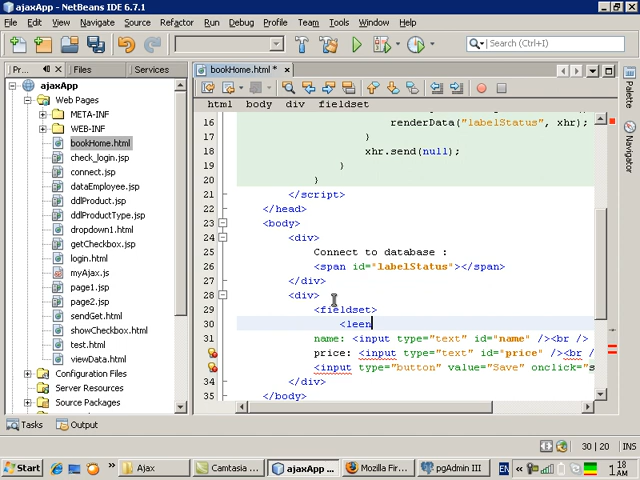 ajaxApp - NetBeans IDE 6.7.1
File Edit View Navigate Source Refactor Run Debug Profile Team Tools Window Help
Search (Ctrl+I)
Pr... Files Services
bookHome.html *
html body div fieldset
ajaxApp
Web Pages
META-INF
WEB-INF
bookHome.html
check_login.jsp
connect.jsp
dataEmployee.jsp
ddlProduct.jsp
ddlProductType.jsp
dropdown1.html
getCheckbox.jsp
login.html
myAjax.js
page1.jsp
page2.jsp
sendGet.html
showCheckbox.html
test.html
viewData.html
Configuration Files
Server Resources
Source Packages
16 renderData("labelStatus", xhr);
17 }
18 xhr.send(null);
19 }
20 }
21 </script>
22 </head>
23 <body>
24 <div>
25 Connect to database :
26 <span id="labelStatus"></span>
27 </div>
28 <div>
29 <fieldset>
30 <leen
31 name: <input type="text" id="name" /><br />
price: <input type="text" id="price" /><br /
<input type="button" value="Save" onclick="s
34 </div>
35 </body>
Palette
Navigator
Tasks Output
30 | 20 INS
Start
Ajax
Camtasia ...
ajaxApp ...
Mozilla Fir...
pgAdmin III
EN
1:18 AM